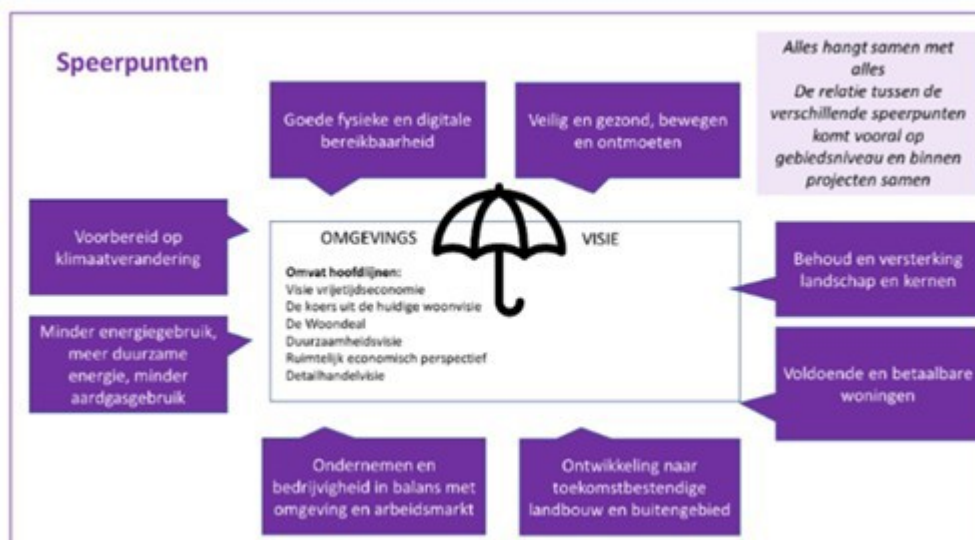 Speerpunten
Goede fysieke en digitale
bereikbaarheid
Veilig en gezond, bewegen
en ontmoeten
Alles hangt samen met
alles
De relatie tussen de
verschillende speerpunten
komt vooral op
gebiedsniveau en binnen
projecten samen
Voorbereid op
klimaatverandering
OMGEVINGS VISIE
Omvat hoofdlijnen:
Visie vrijetijdseconomie
De koers uit de huidige woonvisie
De Woondeal
Duurzaamheidsvisie
Ruimtelijk economisch perspectief
Detailhandelvisie
Behoud en versterking
landschap en kernen
Minder energiegebruik,
meer duurzame
energie, minder
aardgasgebruik
Voldoende en betaalbare
woningen
Ondernemen en
bedrijvigheid in balans met
omgeving en arbeidsmarkt
Ontwikkeling naar
toekomstbestendige
landbouw en buitengebied